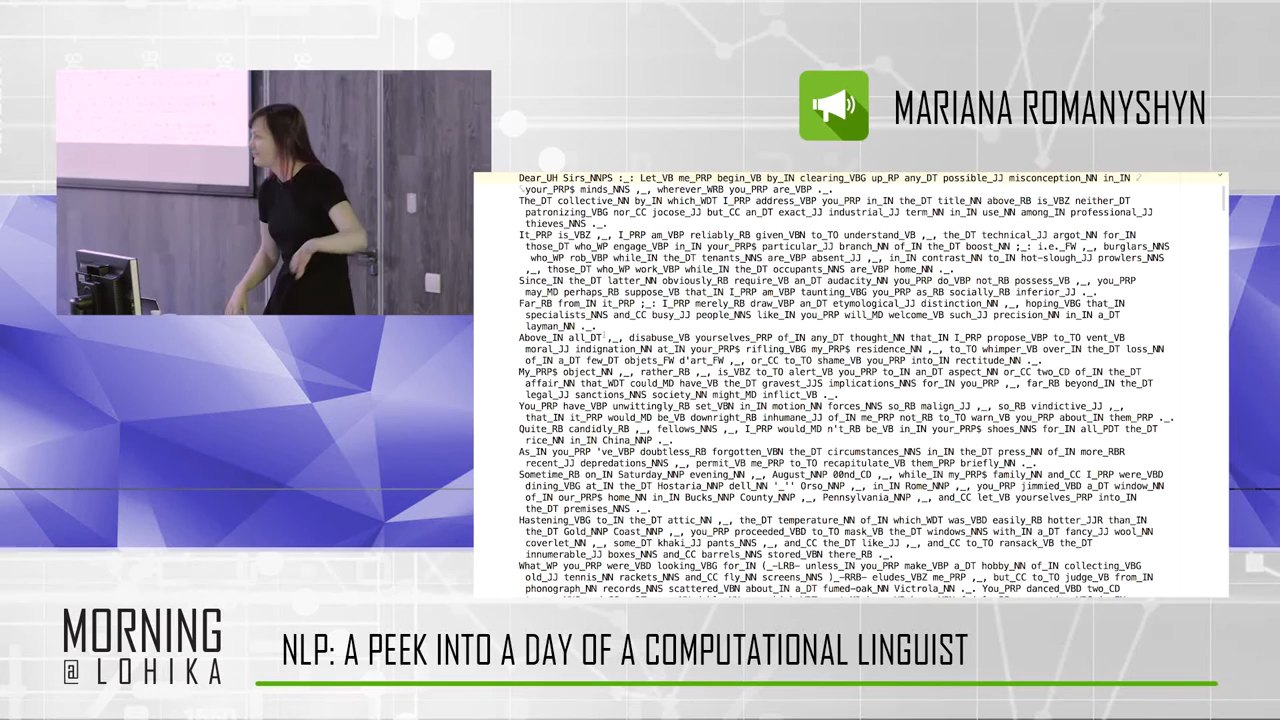 MARIANA ROMANYSHYN
Dear_UH Sirs_NNPS :_: Let_VB me_PRP begin_VB by_IN clearing_VBG up_RP any_DT possible_JJ misconception_NN in_IN
your_PRP$ minds_NNS ,_, wherever_WRB you_PRP are_VBP ._.
The_DT collective_NN by_IN which_WDT I_PRP address_VBP you_PRP in_IN the_DT title_NN above_RB is_VBZ neither_DT
patronizing_VBG nor_CC jocose_JJ but_CC an_DT exact_JJ industrial_JJ term_NN in_IN use_NN among_IN professional_JJ
thieves_NNS ._.
It_PRP is_VBZ ,_, I_PRP am_VBP reliably_RB given_VBN to_TO understand_VB ,_, the_DT technical_JJ argot_NN for_IN
those_DT who_WP engage_VBP in_IN your_PRP$ particular_JJ branch_NN of_IN the_DT boost_NN ;_: i.e._FW ,_, burglars_NNS
who_WP rob_VBP while_IN the_DT tenants_NNS are_VBP absent_JJ ,_, in_IN contrast_NN to_IN hot-slough_JJ prowlers_NNS
,_, those_DT who_WP work_VBP while_IN the_DT occupants_NNS are_VBP home_NN ._.
Since_IN the_DT latter_NN obviously_RB require_VB an_DT audacity_NN you_PRP do_VBP not_RB possess_VB ,_, you_PRP
may_MD perhaps_RB suppose_VB that_IN I_PRP am_VBP taunting_VBG you_PRP as_RB socially_RB inferior_JJ ._.
Far_RB from_IN it_PRP ;_: I_PRP merely_RB draw_VBP an_DT etymological_JJ distinction_NN ,_, hoping_VBG that_IN
specialists_NNS and_CC busy_JJ people_NNS like_IN you_PRP will_MD welcome_VB such_JJ precision_NN in_IN a_DT
layman_NN ._.
Above_IN all_DT ,_, disabuse_VB yourselves_PRP of_IN any_DT thought_NN that_IN I_PRP propose_VBP to_TO vent_VB
moral_JJ indignation_NN at_IN your_PRP$ rifling_VBG my_PRP$ residence_NN ,_, to_TO whimper_VB over_IN the_DT loss_NN
of_IN a_DT few_DT objets_FW d'art_FW ,_, or_CC to_TO shame_VB you_PRP into_IN rectitude_NN ._.
My_PRP$ object_NN ,_, rather_RB ,_, is_VBZ to_TO alert_VB you_PRP to_IN an_DT aspect_NN or_CC two_CD of_IN the_DT
affair_NN that_WDT could_MD have_VB the_DT gravest_JJS implications_NNS for_IN you_PRP ,_, far_RB beyond_IN the_DT
legal_JJ sanctions_NNS society_NN might_MD inflict_VB ._.
You_PRP have_VBP unwittingly_RB set_VBN in_IN motion_NN forces_NNS so_RB malign_JJ ,_, so_RB vindictive_JJ ,_,
that_IN it_PRP would_MD be_VB downright_RB inhumane_JJ of_IN me_PRP not_RB to_TO warn_VB you_PRP about_IN them_PRP ._.
Quite_RB candidly_RB ,_, fellows_NNS ,_, I_PRP would_MD n't_RB be_VB in_IN your_PRP$ shoes_NNS for_IN all_PDT the_DT
rice_NN in_IN China_NNP ._.
As_IN you_PRP 've_VBP doubtless_RB forgotten_VBN the_DT circumstances_NNS in_IN the_DT press_NN of_IN more_RBR
recent_JJ depredations_NNS ,_, permit_VB me_PRP to_TO recapitulate_VB them_PRP briefly_NN ._.
Sometime_RB on_IN Saturday_NNP evening_NN ,_, August_NNP 00nd_CD ,_, while_IN my_PRP$ family_NN and_CC I_PRP were_VBD
dining_VBG at_IN the_DT Hostaria_NNP dell_NN '_'' Orso_NNP ,_, in_IN Rome_NNP ,_, you_PRP jimmied_VBD a_DT window_NN
of_IN our_PRP$ home_NN in_IN Bucks_NNP County_NNP ,_, Pennsylvania_NNP ,_, and_CC let_VB yourselves_PRP into_IN
the_DT premises_NNS ._.
Hastening_VBG to_IN the_DT attic_NN ,_, the_DT temperature_NN of_IN which_WDT was_VBD easily_RB hotter_JJR than_IN
the_DT Gold_NNP Coast_NNP ,_, you_PRP proceeded_VBD to_TO mask_VB the_DT windows_NNS with_IN a_DT fancy_JJ wool_NN
coverlet_NN ,_, some_DT khaki_JJ pants_NNS ,_, and_CC the_DT like_JJ ,_, and_CC to_TO ransack_VB the_DT
innumerable_JJ boxes_NNS and_CC barrels_NNS stored_VBN there_RB ._.
What_WP you_PRP were_VBD looking_VBG for_IN (_-LRB- unless_IN you_PRP make_VBP a_DT hobby_NN of_IN collecting_VBG
old_JJ tennis_NN rackets_NNS and_CC fly_NN screens_NNS )_-RRB- eludes_VBZ me_PRP ,_, but_CC to_TO judge_VB from_IN
phonograph_NN records_NNS scattered_VBN about_IN a_DT fumed-oak_NN Victrola_NN ._. You_PRP danced_VBD two_CD
MORNING
@ LOHIKA
NLP: A PEEK INTO A DAY OF A COMPUTATIONAL LINGUIST